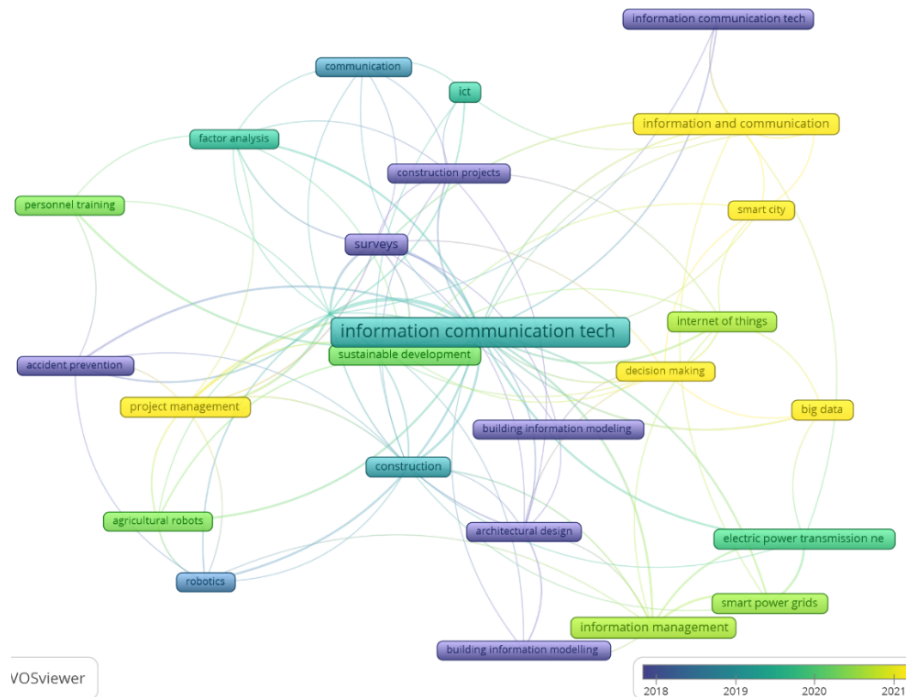 information communication tech
communication
ict
information and communication
factor analysis
construction projects
personnel training
smart city
surveys
internet of things
information communication tech
sustainable development
accident prevention
decision making
project management
big data
building information modeling
construction
agricultural robots
architectural design
electric power transmission ne
robotics
smart power grids
information management
building information modelling
VOSviewer
2018 2019 2020 2021